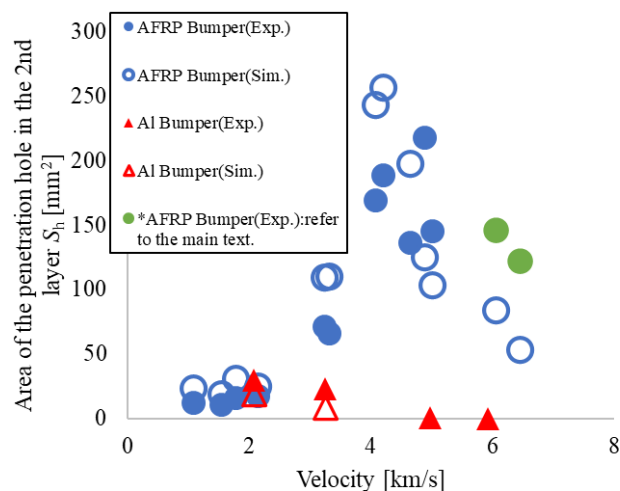 Area of the penetration hole in the 2nd
layer Sh [mm2]
300
250
200
150
100
50
0
AFRP Bumper(Exp.)
AFRP Bumper(Sim.)
Al Bumper(Exp.)
Al Bumper(Sim.)
*AFRP Bumper(Exp.):refer
to the main text.
0 2 4 6 8
Velocity [km/s]